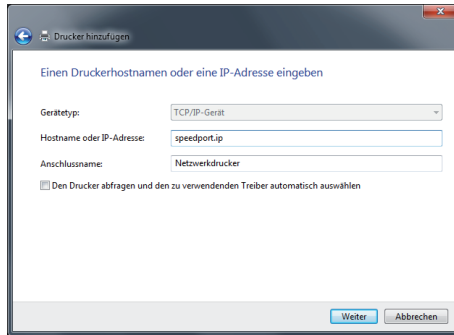 Drucker hinzufügen
Einen Druckerhostnamen oder eine IP-Adresse eingeben
Gerätetyp: TCP/IP-Gerät
Hostname oder IP-Adresse: speedport.ip
Anschlussname: Netzwerkdrucker
Den Drucker abfragen und den zu verwendenden Treiber automatisch auswählen
Weiter Abbrechen